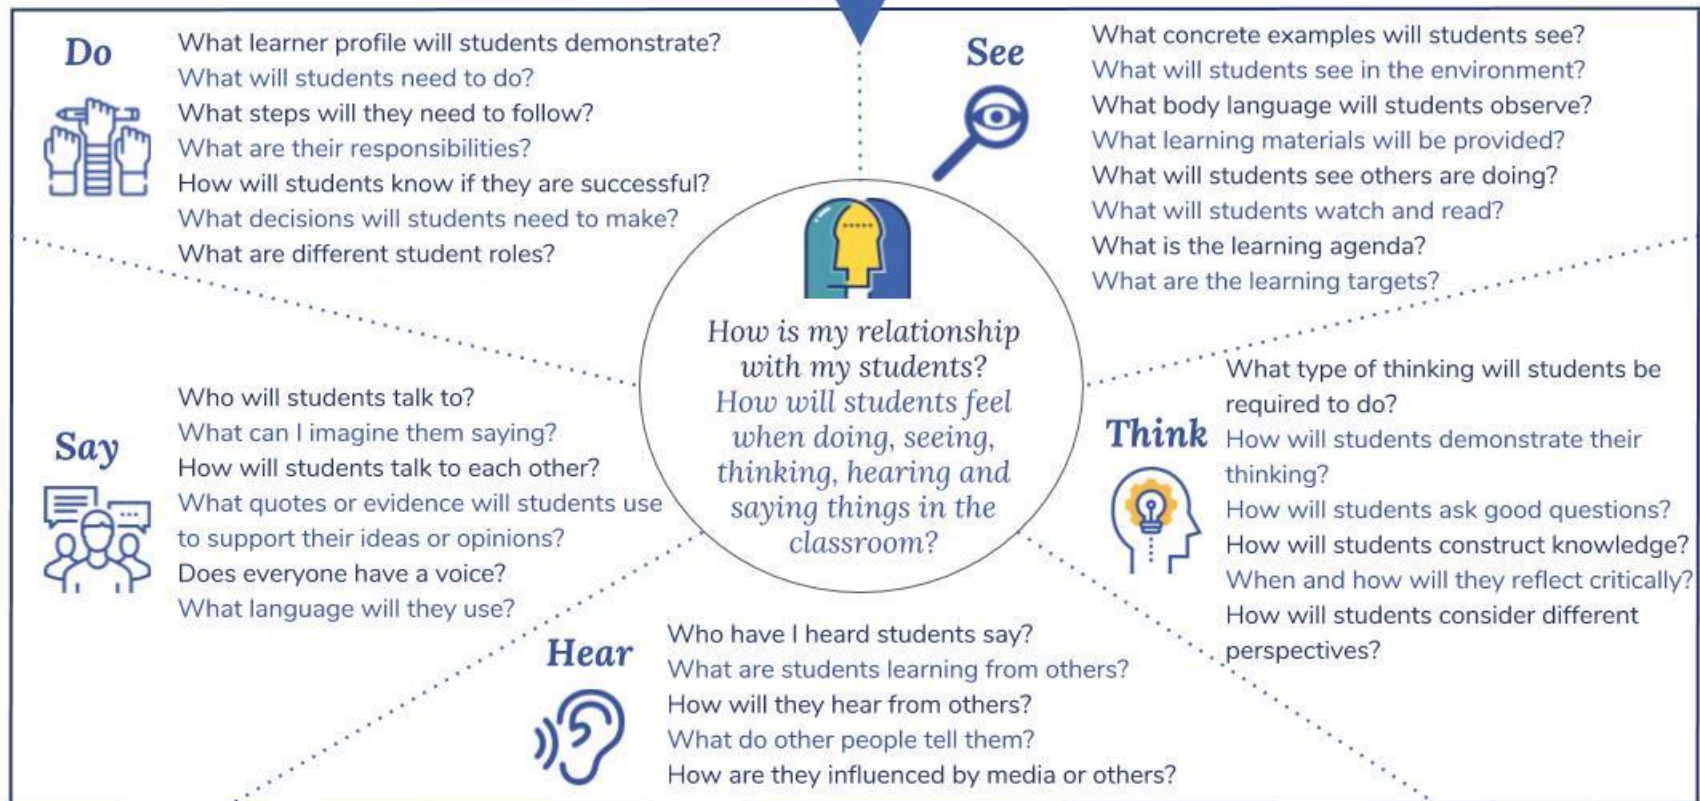 Do
What learner profile will students demonstrate?
What will students need to do?
What steps will they need to follow?
What are their responsibilities?
How will students know if they are successful?
What decisions will students need to make?
What are different student roles?
See
What concrete examples will students see?
What will students see in the environment?
What body language will students observe?
What learning materials will be provided?
What will students see others are doing?
What will students watch and read?
What is the learning agenda?
What are the learning targets?
How is my relationship
with my students?
How will students feel
when doing, seeing,
thinking, hearing and
saying things in the
classroom?
Say
Who will students talk to?
What can I imagine them saying?
How will students talk to each other?
What quotes or evidence will students use
to support their ideas or opinions?
Does everyone have a voice?
What language will they use?
Think
What type of thinking will students be
required to do?
How will students demonstrate their
thinking?
How will students ask good questions?
How will students construct knowledge?
When and how will they reflect critically?
How will students consider different
perspectives?
Hear
Who have I heard students say?
What are students learning from others?
How will they hear from others?
What do other people tell them?
How are they influenced by media or others?